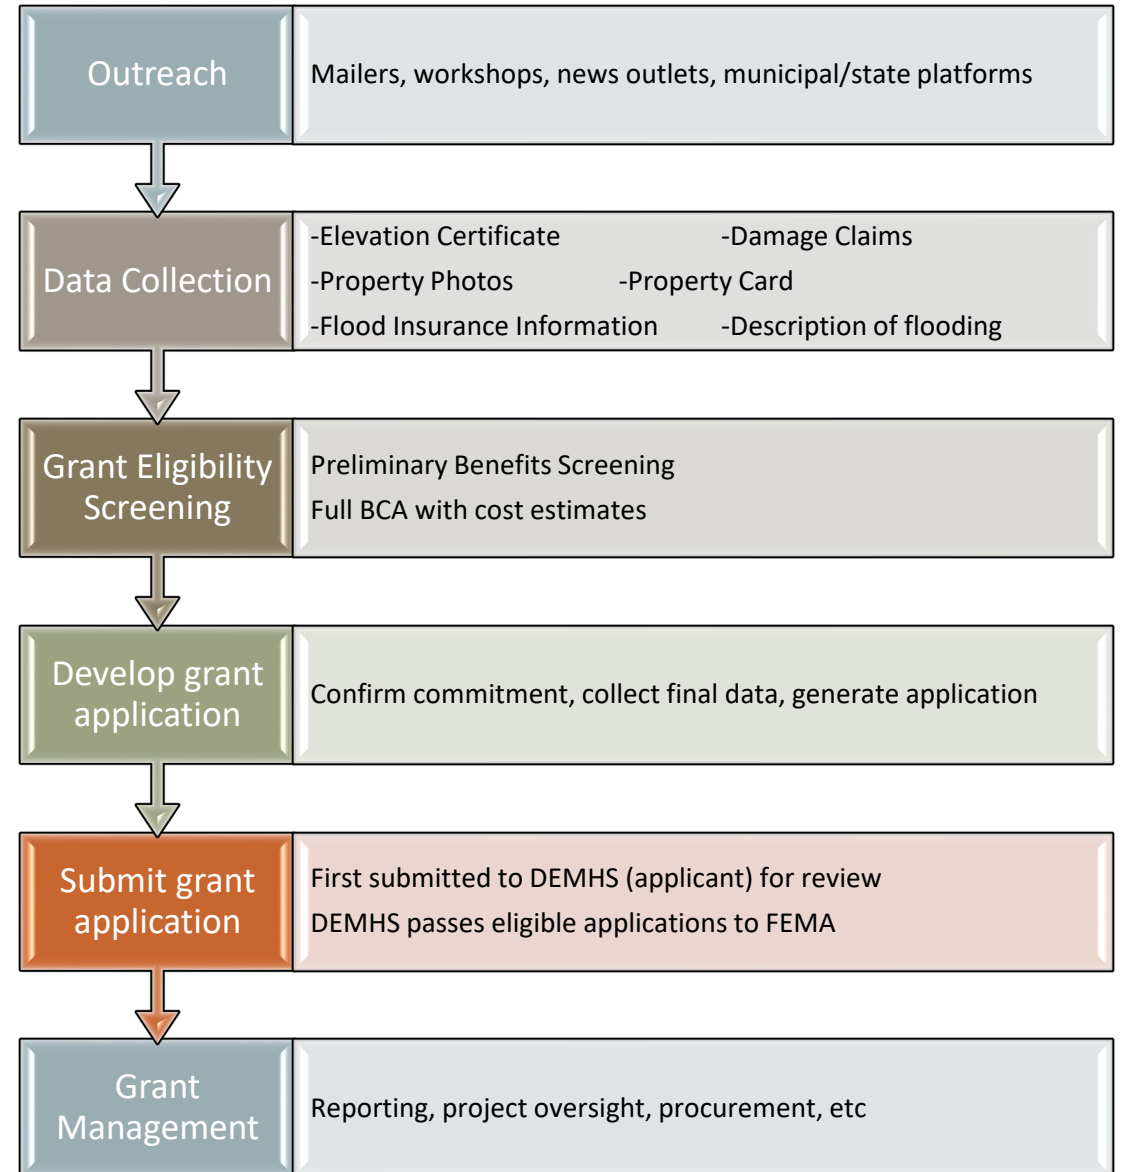 Outreach
Mailers, workshops, news outlets, municipal/state platforms
Data Collection
-Elevation Certificate -Damage Claims
-Property Photos -Property Card
-Flood Insurance Information -Description of flooding
Grant Eligibility
Screening
Preliminary Benefits Screening
Full BCA with cost estimates
Develop grant
application
Confirm commitment, collect final data, generate application
Submit grant
application
First submitted to DEMHS (applicant) for review
DEMHS passes eligible applications to FEMA
Grant
Management
Reporting, project oversight, procurement, etc